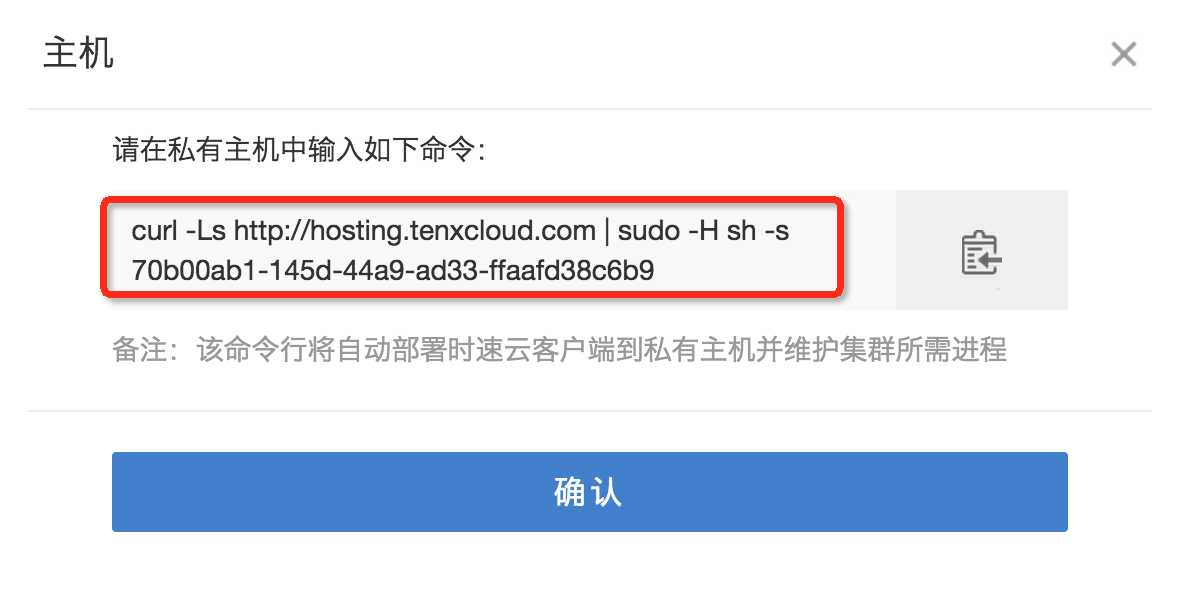 主机
请在私有主机中输入如下命令：
curl -Ls http://hosting.tenxcloud.com | sudo -H sh -s
70b00ab1-145d-44a9-ad33-ffaafd38c6b9
备注：该命令行将自动部署时速云客户端到私有主机并维护集群所需进程
确认